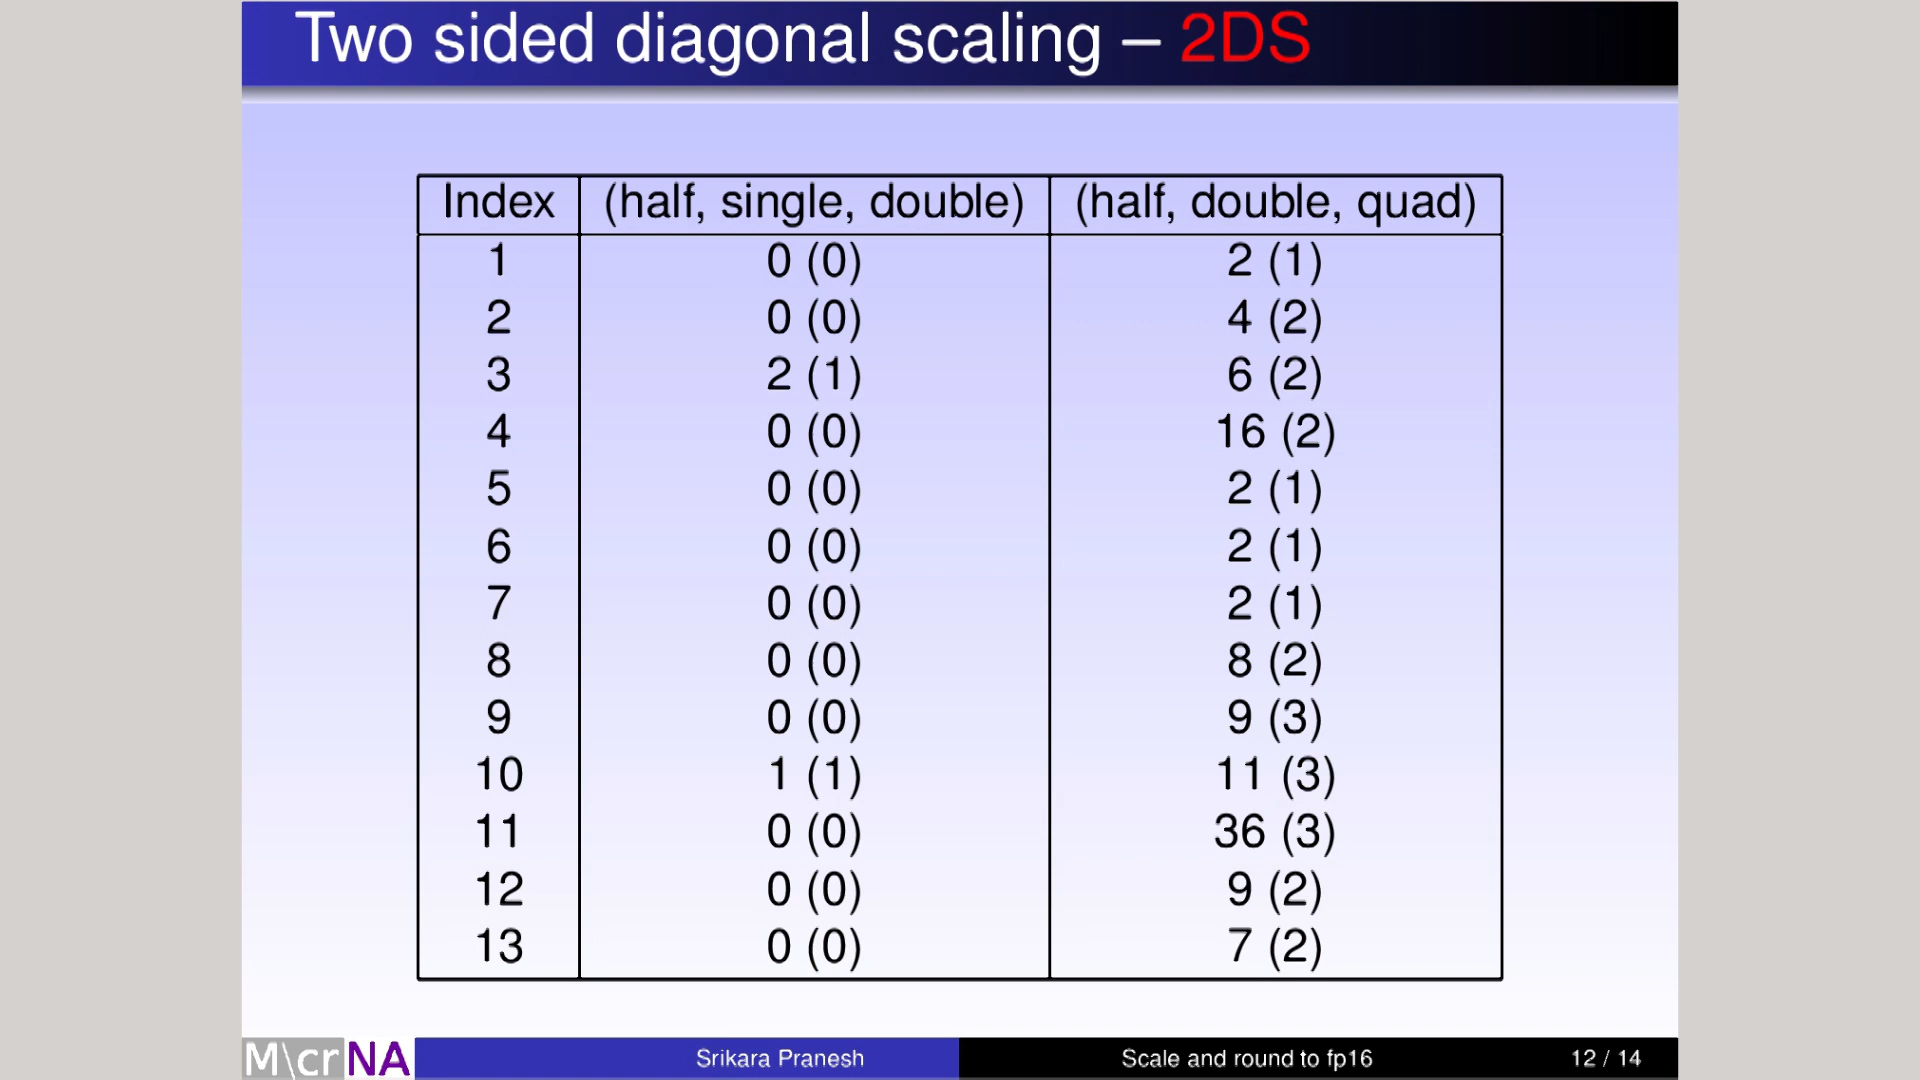 Two sided diagonal scaling – 2DS
Index (half, single, double) (half, double, quad)
1 0 (0) 2 (1)
2 0 (0) 4 (2)
3 2 (1) 6 (2)
4 0 (0) 16 (2)
5 0 (0) 2 (1)
6 0 (0) 2 (1)
7 0 (0) 2 (1)
8 0 (0) 8 (2)
9 0 (0) 9 (3)
10 1 (1) 11 (3)
11 0 (0) 36 (3)
12 0 (0) 9 (2)
13 0 (0) 7 (2)
M\crNA Srikara Pranesh Scale and round to fp16 12 / 14